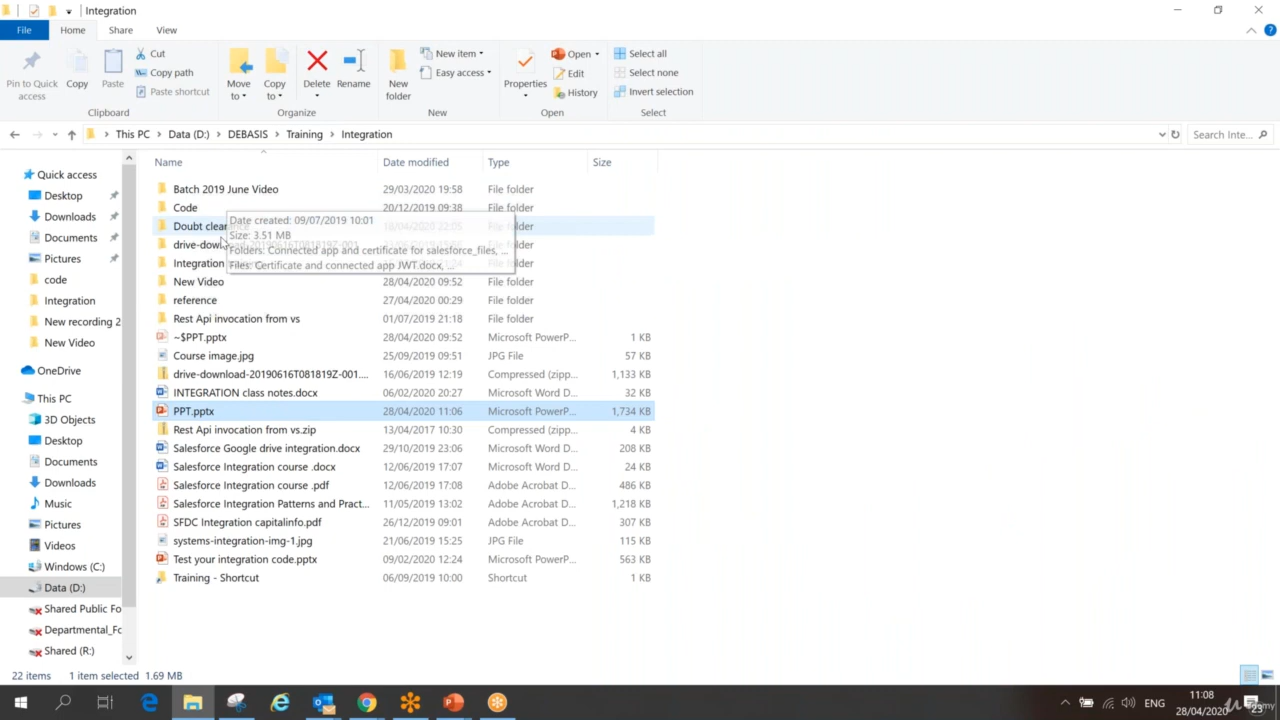 Integration
File Home Share View
Pin to Quick access
Copy
Paste
Cut
Copy path
Paste shortcut
Clipboard
Move to
Copy to
Delete
Rename
Organize
New folder
New item
Easy access
New
Properties
Open
Edit
History
Open
Select all
Select none
Invert selection
Select
This PC > Data (D:) > DEBASIS > Training > Integration
Search Inte...
Quick access
Desktop
Downloads
Documents
Pictures
code
Integration
New recording 2
New Video
OneDrive
This PC
3D Objects
Desktop
Documents
Downloads
Music
Pictures
Videos
Windows (C:)
Data (D:)
Shared Public Fo
Departmental_Fc
Shared (R:)
Name Date modified Type Size
Batch 2019 June Video 29/03/2020 19:58 File folder
Code 20/12/2019 09:38 File folder
Doubt clea 18/04/2020 22:05 File folder
drive-download-20190616T081819Z-001 File folder
Integration File folder
Date created: 09/07/2019 10:01
Size: 3.51 MB
Folders: Connected app and certificate for salesforce_files, ...
Files: Certificate and connected app JWT.docx, ...
New Video 28/04/2020 09:52 File folder
reference 27/04/2020 00:29 File folder
Rest Api invocation from vs 01/07/2019 21:18 File folder
~$PPT.pptx 28/04/2020 09:52 Microsoft PowerP... 1 KB
Course image.jpg 25/09/2019 09:51 JPG File 57 KB
drive-download-20190616T081819Z-001.... 16/06/2019 12:19 Compressed (zipp... 1,133 KB
INTEGRATION class notes.docx 06/02/2020 20:27 Microsoft Word D... 32 KB
PPT.pptx 28/04/2020 11:06 Microsoft PowerP... 1,734 KB
Rest Api invocation from vs.zip 13/04/2017 10:30 Compressed (zipp... 4 KB
Salesforce Google drive integration.docx 29/10/2019 23:06 Microsoft Word D... 208 KB
Salesforce Integration course .docx 12/06/2019 17:07 Microsoft Word D... 24 KB
Salesforce Integration course .pdf 12/06/2019 17:08 Adobe Acrobat D... 486 KB
Salesforce Integration Patterns and Pract... 11/05/2019 13:02 Adobe Acrobat D... 1,218 KB
SFDC Integration capitalinfo.pdf 26/12/2019 09:01 Adobe Acrobat D... 307 KB
systems-integration-img-1.jpg 21/06/2019 15:25 JPG File 115 KB
Test your integration code.pptx 09/02/2020 12:24 Microsoft PowerP... 563 KB
Training - Shortcut 06/09/2019 10:00 Shortcut 1 KB
22 items 1 item selected 1.69 MB
ENG
11:08
28/04/2020
23
Udemy